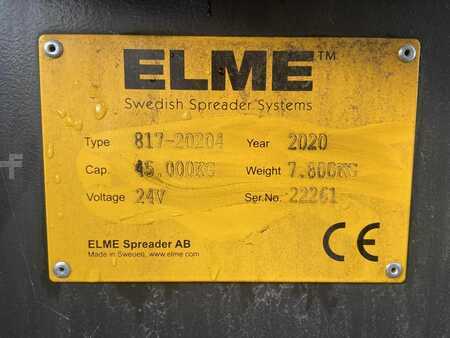 ELME™
Swedish Spreader Systems
Type 817-20204 Year 2020
Cap. 45.000KG Weight 7.800KG
Voltage 24V Ser.No. 22261
ELME Spreader AB
Made in Sweden, www.elme.com
CE